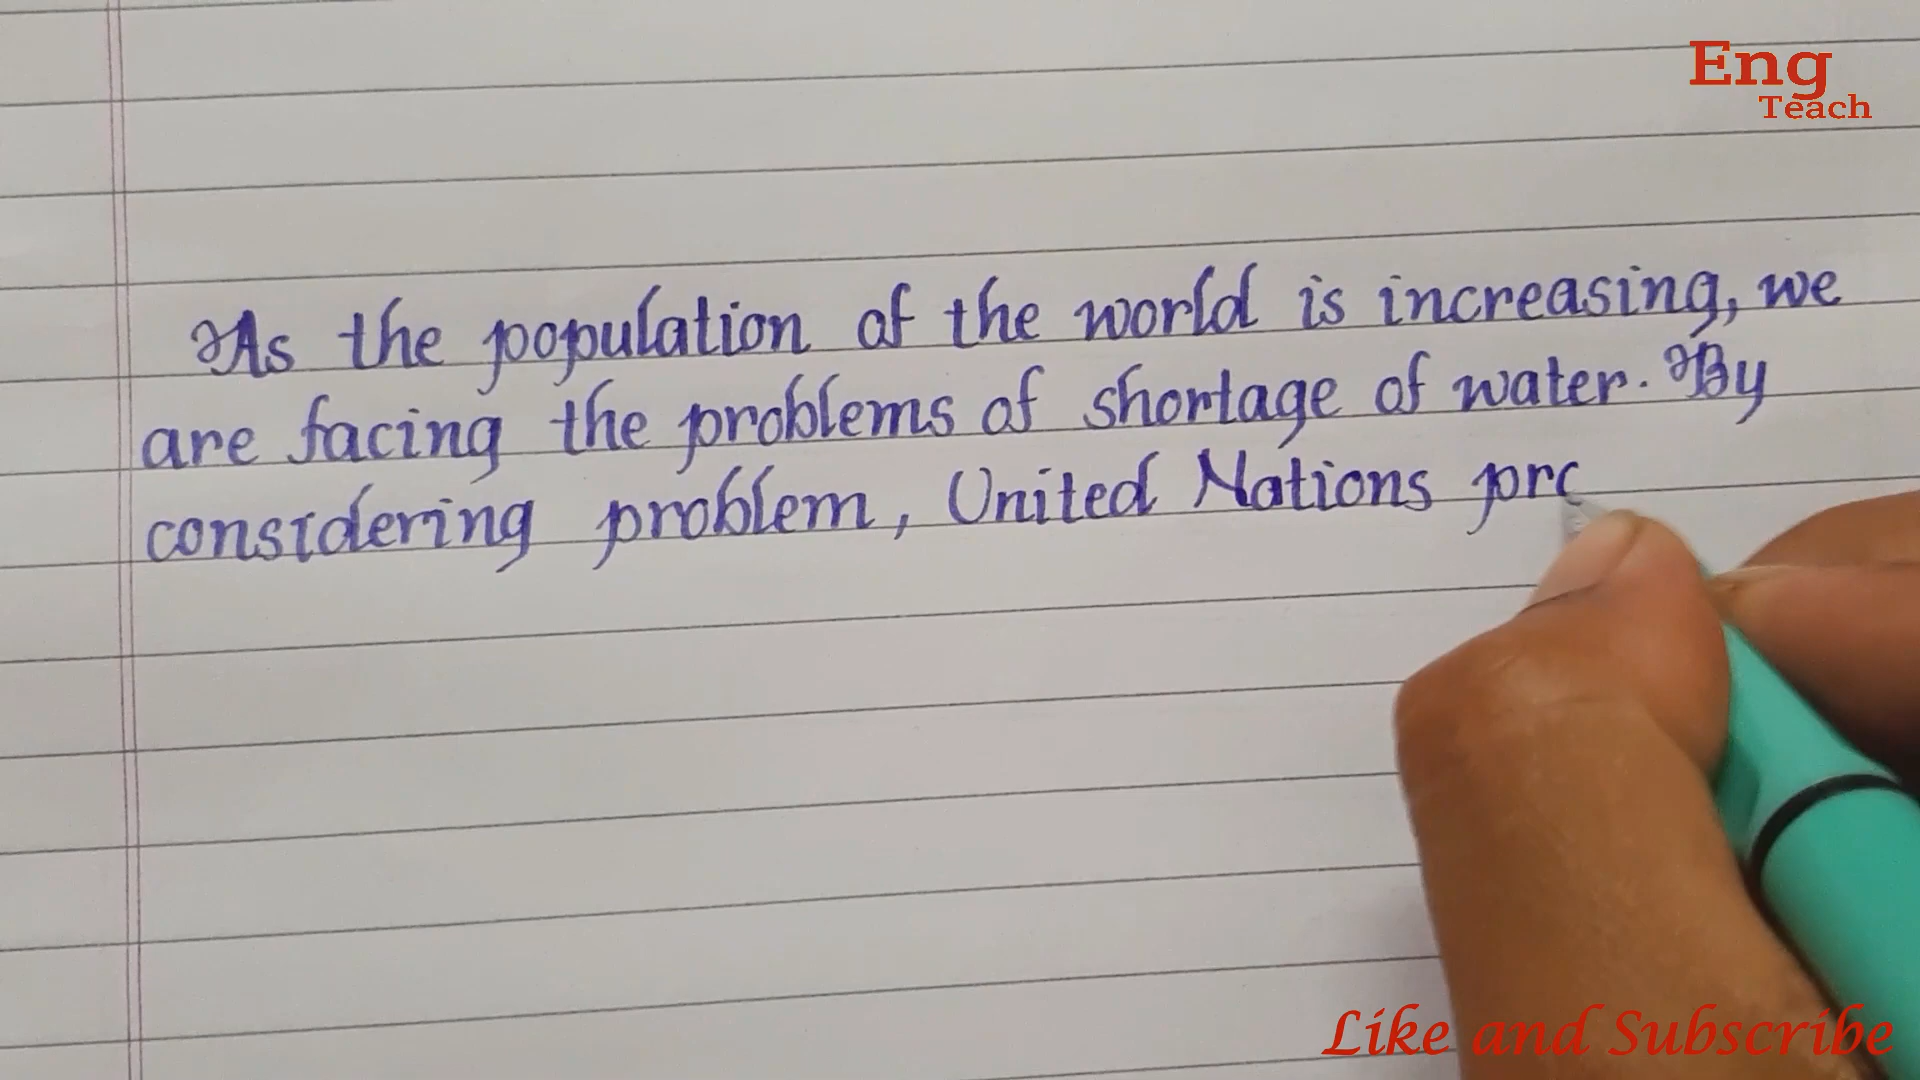 Eng
Teach
As the population of the world is increasing, we
are facing the problems of shortage of water. By
considering problem, United Nations pro
Like and Subscribe